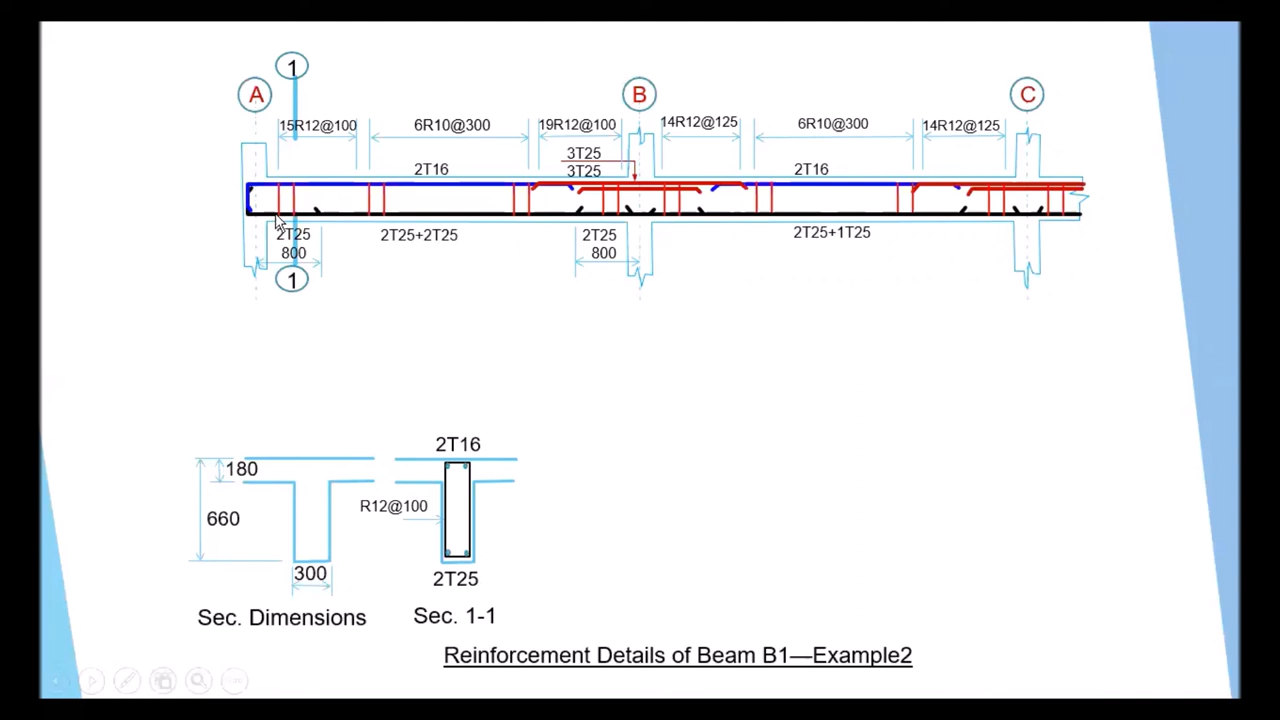 1
A
B
C
15R12@100
6R10@300
19R12@100
14R12@125
6R10@300
14R12@125
3T25
3T25
2T16
2T16
2T25
2T25+2T25
2T25
2T25+1T25
800
800
1
2T16
180
660
R12@100
300
2T25
Sec. Dimensions
Sec. 1-1
Reinforcement Details of Beam B1—Example2